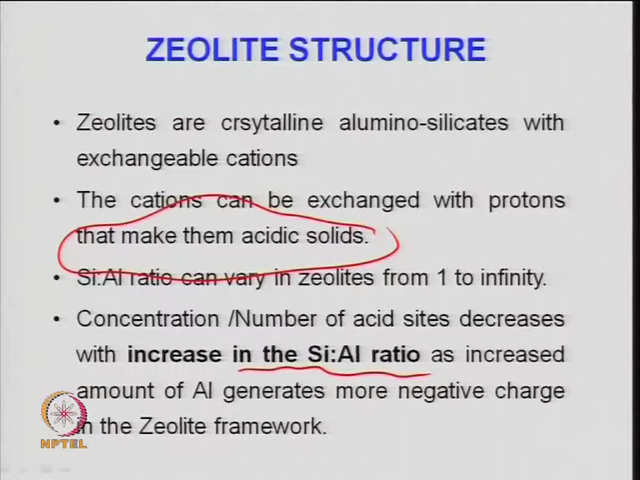 ZEOLITE STRUCTURE
• Zeolites are crsytalline alumino-silicates with
exchangeable cations
• The cations can be exchanged with protons
that make them acidic solids.
• Si:Al ratio can vary in zeolites from 1 to infinity.
• Concentration /Number of acid sites decreases
with increase in the Si:Al ratio as increased
amount of Al generates more negative charge
in the Zeolite framework.
NPTEL